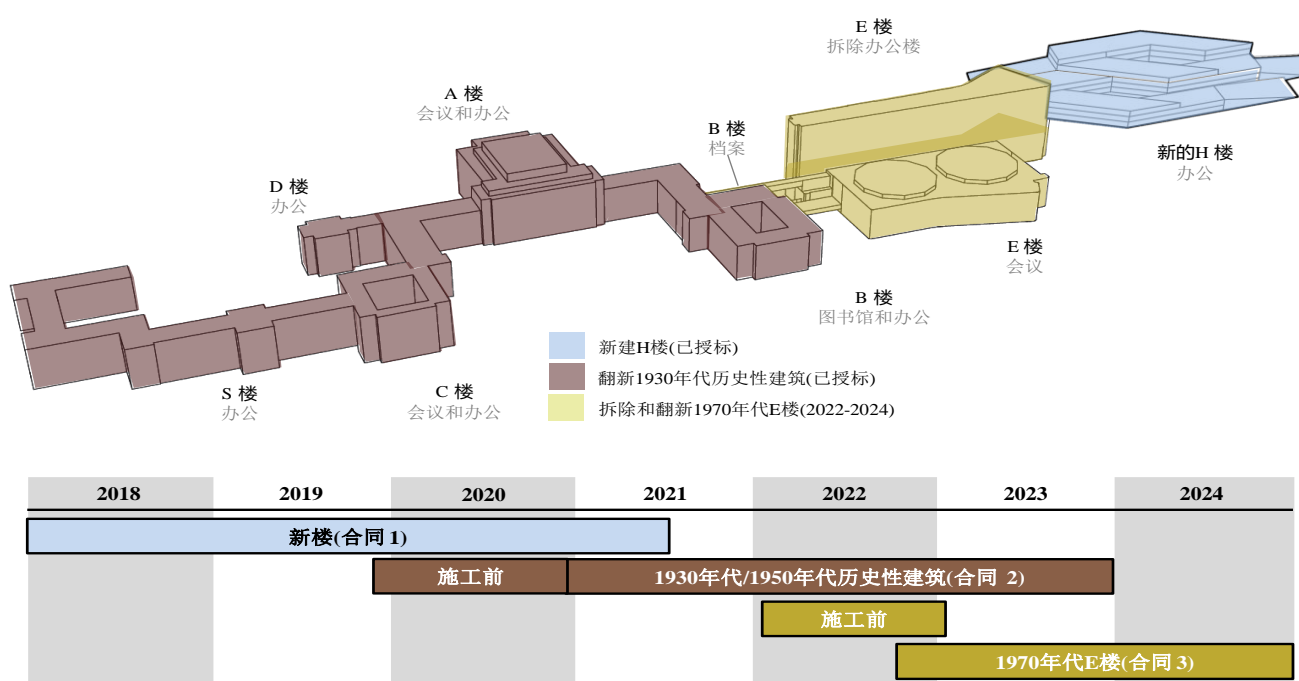 E 楼
拆除办公楼
A 楼
会议和办公
B 楼
档案
新的H 楼
办公
D 楼
办公
E 楼
会议
B 楼
图书馆和办公
S 楼
办公
C 楼
会议和办公
新建H楼(已授标)
翻新1930年代历史性建筑(已授标)
拆除和翻新1970年代E楼(2022-2024)
2018 2019 2020 2021 2022 2023 2024
新楼(合同 1)
施工前 1930年代/1950年代历史性建筑(合同 2)
施工前
1970年代E楼(合同 3)